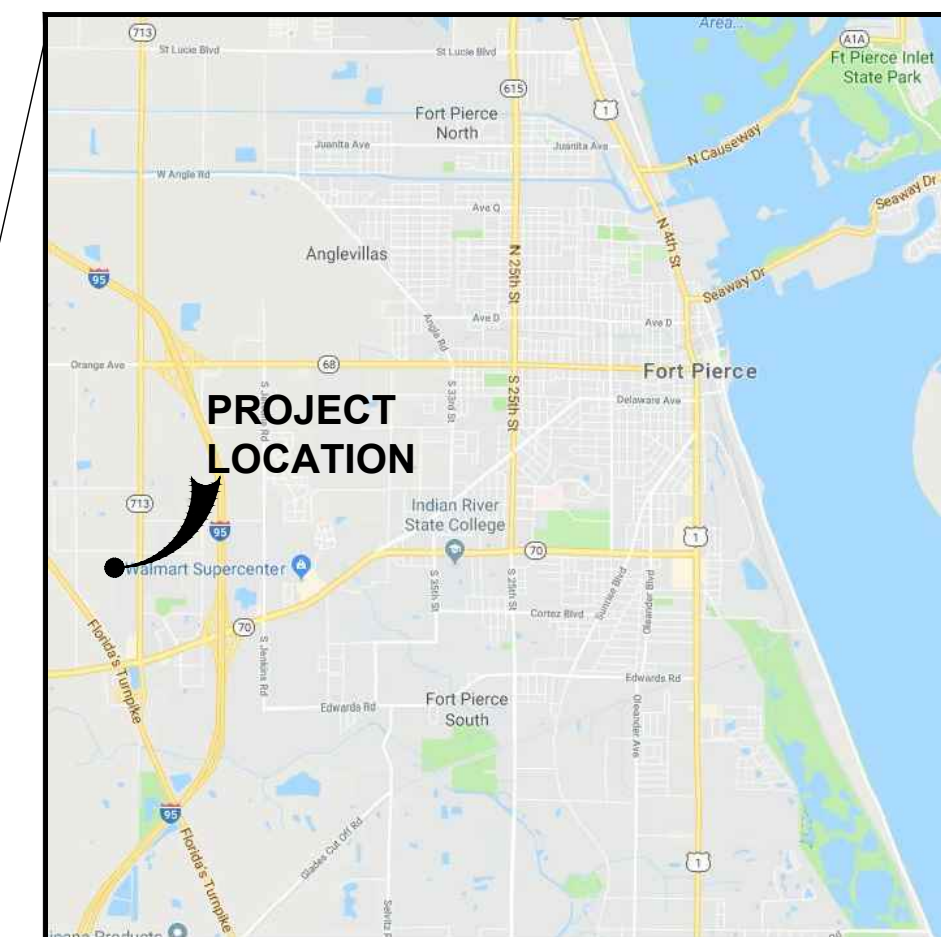 713
St Lucie Blvd
St Lucie Blvd
Area...
A1A
Ft Pierce Inlet
State Park
615
1
Fort Pierce
North
Juanita Ave
Juanita Ave
N Causeway
W Angle Rd
Seaway Dr
Ave Q
N 4th St
Anglevillas
N 25th St
95
Seaway Dr
Angle Rd
Ave D
Ave D
Orange Ave
68
Fort Pierce
S 33rd St
S 25th St
Delaware Ave
PROJECT
LOCATION
713
95
Indian River
State College
70
1
Walmart Supercenter
S 35th St
S 25th St
Sunrise Blvd
Oleander Blvd
Cortez Blvd
Florida's Turnpike
70
S Jenkins Rd
Edwards Rd
Edwards Rd
Fort Pierce
South
Oleander Ave
95
Florida's Turnpike
Glades Cut Off Rd
1
Selvitz